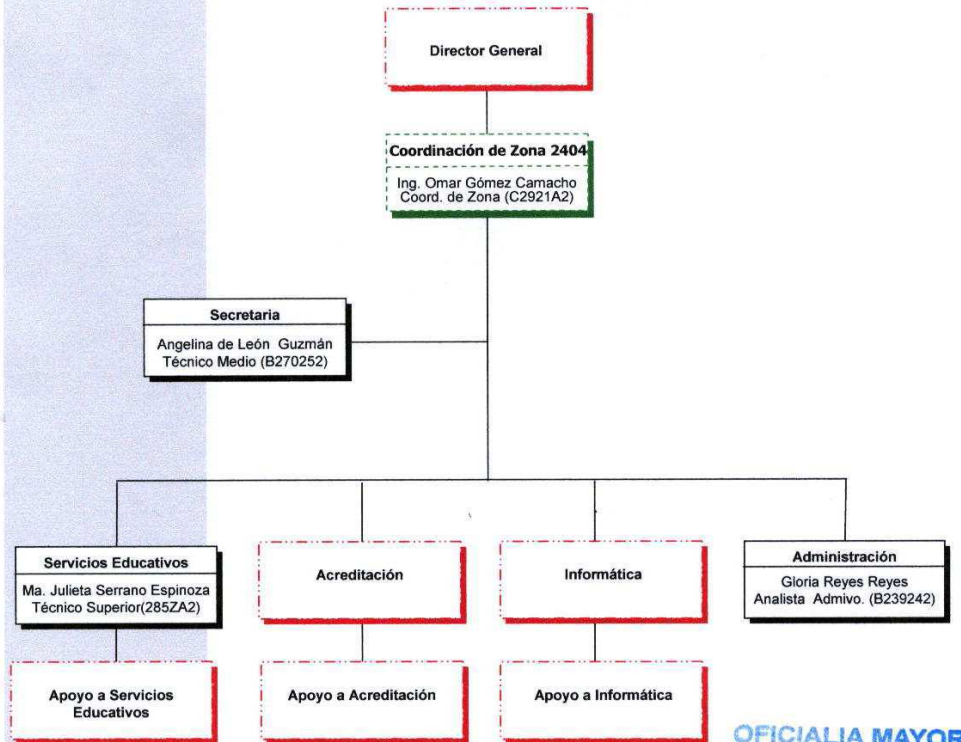 Director General
Coordinación de Zona 2404
Ing. Omar Gómez Camacho
Coord. de Zona (C2921A2)
Secretaria
Angelina de León Guzmán
Técnico Medio (B270252)
Servicios Educativos
Ma. Julieta Serrano Espinoza
Técnico Superior(285ZA2)
Acreditación
Informática
Administración
Gloria Reyes Reyes
Analista Admivo. (B239242)
Apoyo a Servicios
Educativos
Apoyo a Acreditación
Apoyo a Informática
OFICIALIA MAYOR